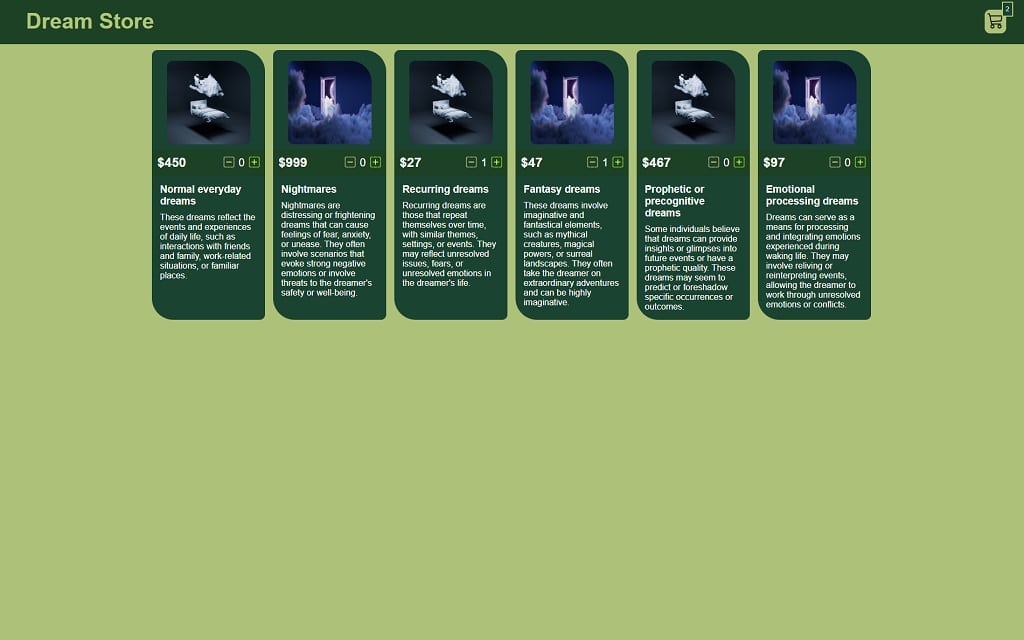 Dream Store
2
$450 − 0 +
Normal everyday
dreams
These dreams reflect the
events and experiences
of daily life, such as
interactions with friends
and family, work-related
situations, or familiar
places.
$999 − 0 +
Nightmares
Nightmares are
distressing or frightening
dreams that can cause
feelings of fear, anxiety,
or unease. They often
involve scenarios that
evoke strong negative
emotions or involve
threats to the dreamer's
safety or well-being.
$27 − 1 +
Recurring dreams
Recurring dreams are
those that repeat
themselves over time,
with similar themes,
settings, or events. They
may reflect unresolved
issues, fears, or
unresolved emotions in
the dreamer's life.
$47 − 1 +
Fantasy dreams
These dreams involve
imaginative and
fantastical elements,
such as mythical
creatures, magical
powers, or surreal
landscapes. They often
take the dreamer on
extraordinary adventures
and can be highly
imaginative.
$467 − 0 +
Prophetic or
precognitive
dreams
Some individuals believe
that dreams can provide
insights or glimpses into
future events or have a
prophetic quality. These
dreams may seem to
predict or foreshadow
specific occurrences or
outcomes.
$97 − 0 +
Emotional
processing dreams
Dreams can serve as a
means for processing
and integrating emotions
experienced during
waking life. They may
involve reliving or
reinterpreting events,
allowing the dreamer to
work through unresolved
emotions or conflicts.